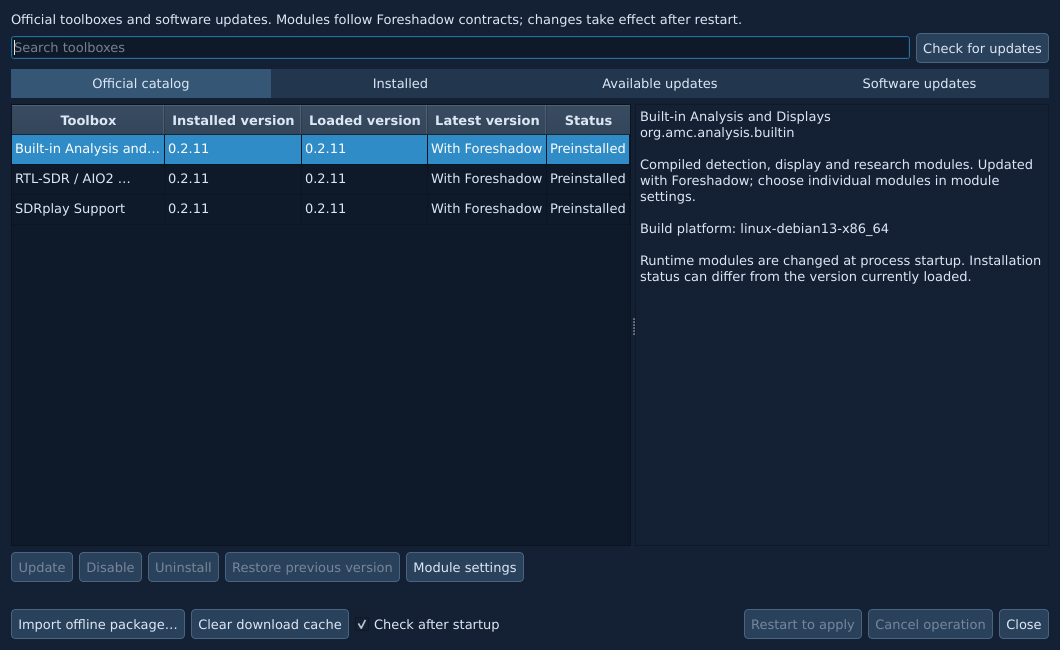 Official toolboxes and software updates. Modules follow Foreshadow contracts; changes take effect after restart.
Search toolboxes
Check for updates
Official catalog
Installed
Available updates
Software updates
Toolbox
Installed version
Loaded version
Latest version
Status
Built-in Analysis and...
0.2.11
0.2.11
With Foreshadow
Preinstalled
RTL-SDR / AIO2 ...
0.2.11
0.2.11
With Foreshadow
Preinstalled
SDRplay Support
0.2.11
0.2.11
With Foreshadow
Preinstalled
Built-in Analysis and Displays
org.amc.analysis.builtin
Compiled detection, display and research modules. Updated
with Foreshadow; choose individual modules in module
settings.
Build platform: linux-debian13-x86_64
Runtime modules are changed at process startup. Installation
status can differ from the version currently loaded.
Update
Disable
Uninstall
Restore previous version
Module settings
Import offline package...
Clear download cache
✓ Check after startup
Restart to apply
Cancel operation
Close